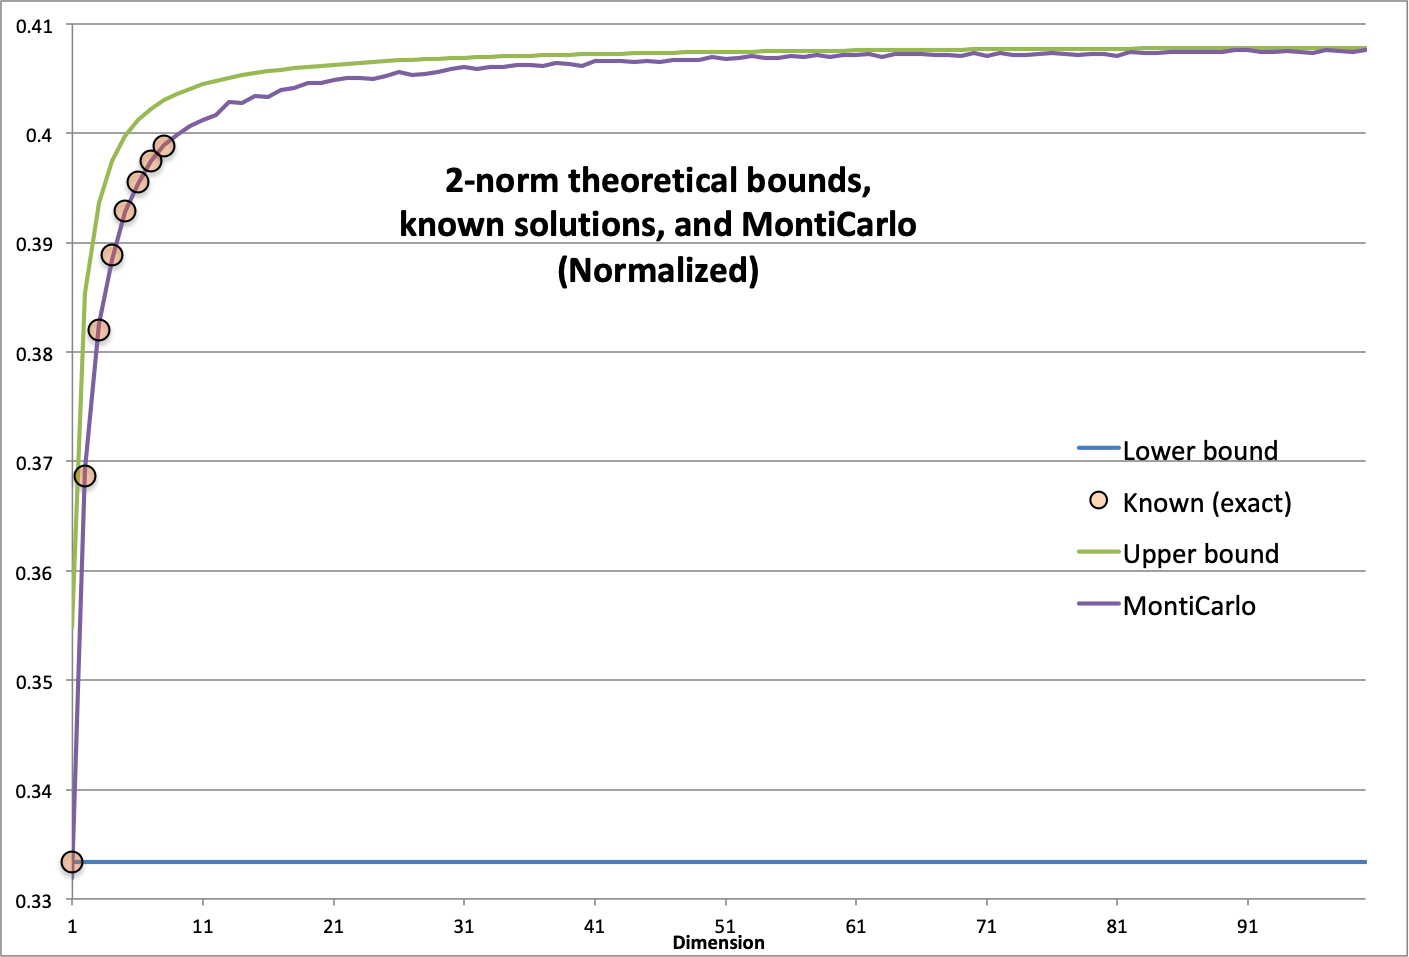 0.41
0.4
0.39
0.38
0.37
0.36
0.35
0.34
0.33
2-norm theoretical bounds,
known solutions, and MontiCarlo
(Normalized)
Lower bound
Known (exact)
Upper bound
MontiCarlo
1 11 21 31 41 51 61 71 81 91
Dimension